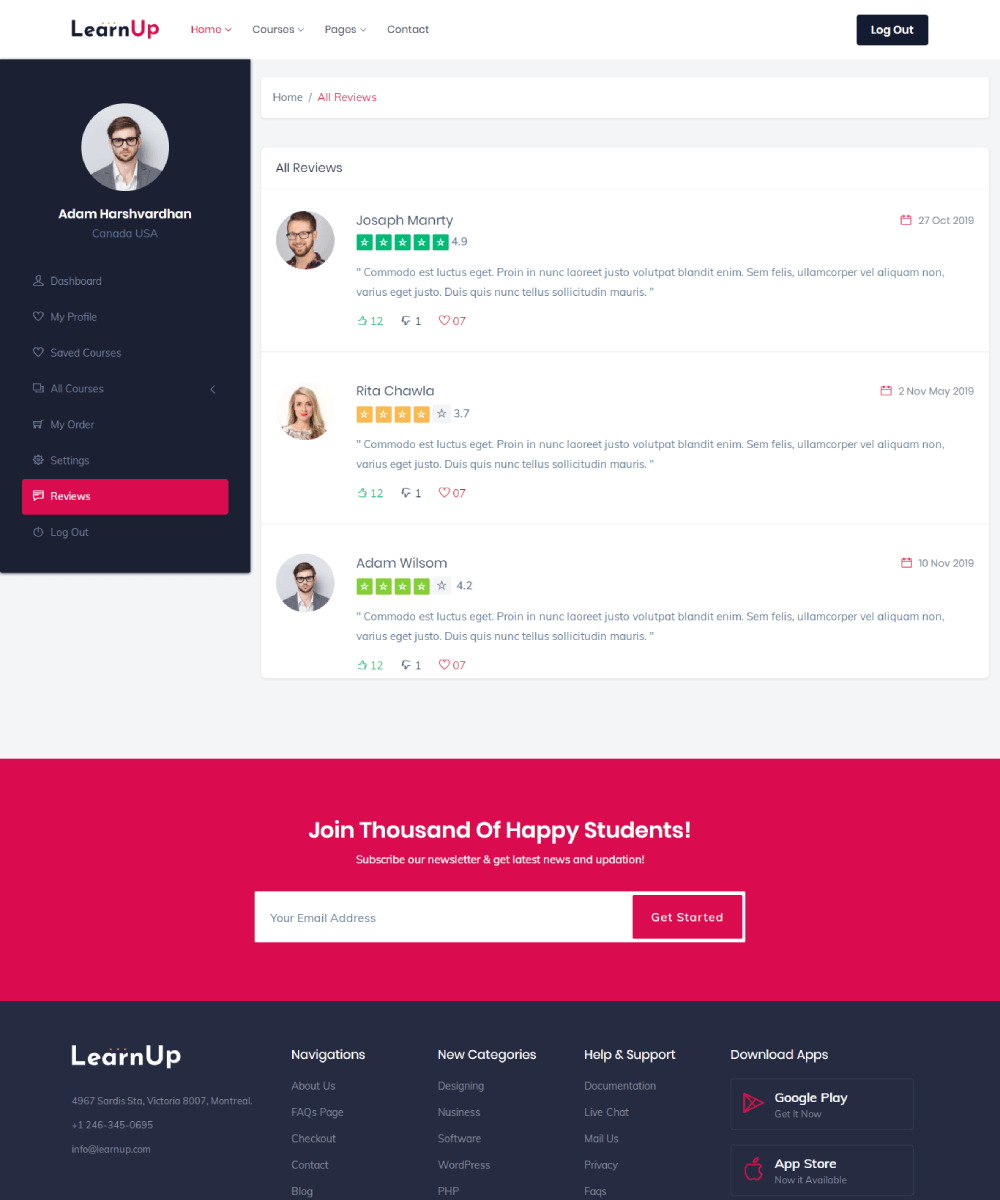 LearnUp Home Courses Pages Contact Log Out
Adam Harshvardhan
Canada USA
Dashboard
My Profile
Saved Courses
All Courses
My Order
Settings
Reviews
Log Out
Home / All Reviews
All Reviews
Josaph Manrty 27 Oct 2019
4.9
" Commodo est luctus eget. Proin in nunc laoreet justo volutpat blandit enim. Sem felis, ullamcorper vel aliquam non,
varius eget justo. Duis quis nunc tellus sollicitudin mauris. "
12 1 07
Rita Chawla 2 Nov May 2019
3.7
" Commodo est luctus eget. Proin in nunc laoreet justo volutpat blandit enim. Sem felis, ullamcorper vel aliquam non,
varius eget justo. Duis quis nunc tellus sollicitudin mauris. "
12 1 07
Adam Wilsom 10 Nov 2019
4.2
" Commodo est luctus eget. Proin in nunc laoreet justo volutpat blandit enim. Sem felis, ullamcorper vel aliquam non,
varius eget justo. Duis quis nunc tellus sollicitudin mauris. "
12 1 07
Join Thousand Of Happy Students!
Subscribe our newsletter & get latest news and updation!
Your Email Address Get Started
LearnUp
4967 Sardis Sta, Victoria 8007, Montreal.
+1 246-345-0695
info@learnup.com
Navigations
About Us
FAQs Page
Checkout
Contact
Blog
New Categories
Designing
Nusiness
Software
WordPress
PHP
Help & Support
Documentation
Live Chat
Mail Us
Privacy
Faqs
Download Apps
Google Play
Get It Now
App Store
Now it Available